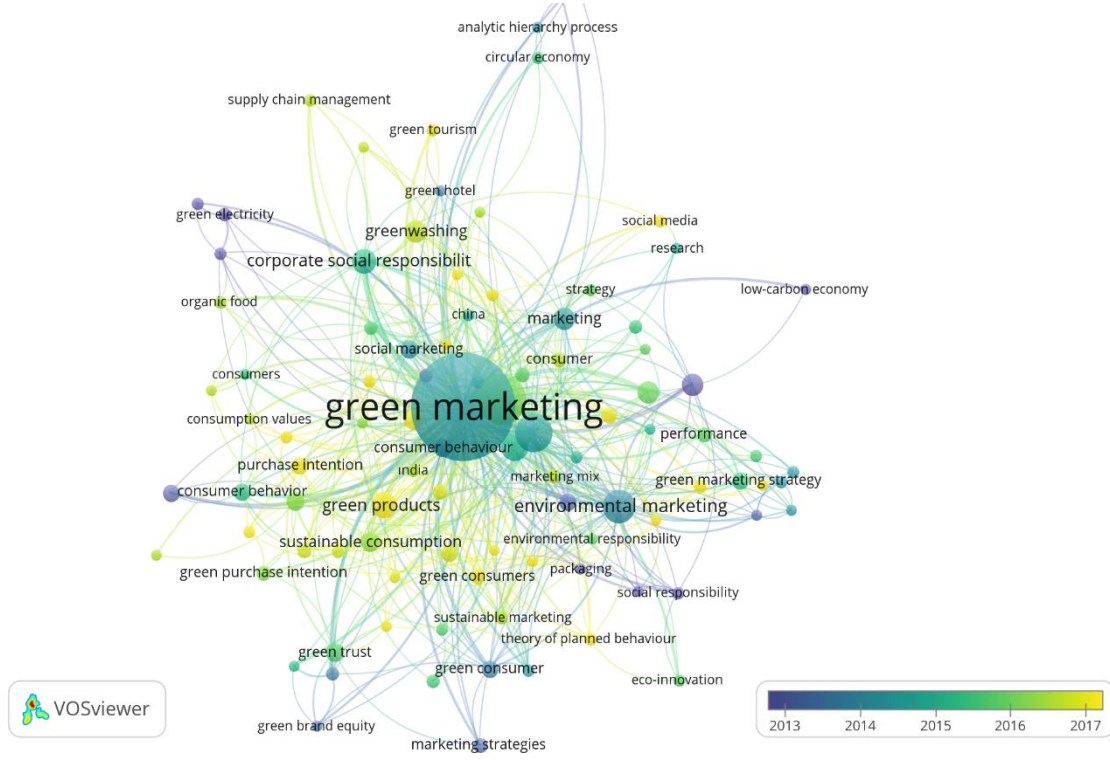 analytic hierarchy process
circular economy
supply chain management
green tourism
green hotel
green electricity
social media
greenwashing
research
corporate social responsibilit
low-carbon economy
strategy
organic food
china
marketing
social marketing
consumer
consumers
green marketing
consumption values
consumer behaviour
performance
purchase intention
india
marketing mix
green marketing strategy
consumer behavior
green products
environmental marketing
sustainable consumption
environmental responsibility
green purchase intention
green consumers
packaging
social responsibility
sustainable marketing
theory of planned behaviour
green trust
green consumer
eco-innovation
green brand equity
marketing strategies
VOSviewer
2013 2014 2015 2016 2017